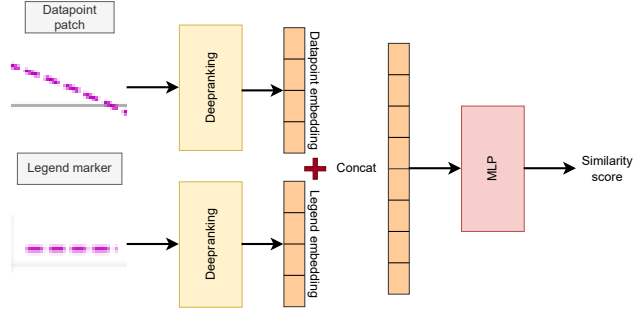 Datapoint
patch
Deepranking
Datapoint embedding
Legend marker
Deepranking
Legend embedding
Concat
MLP
Similarity
score